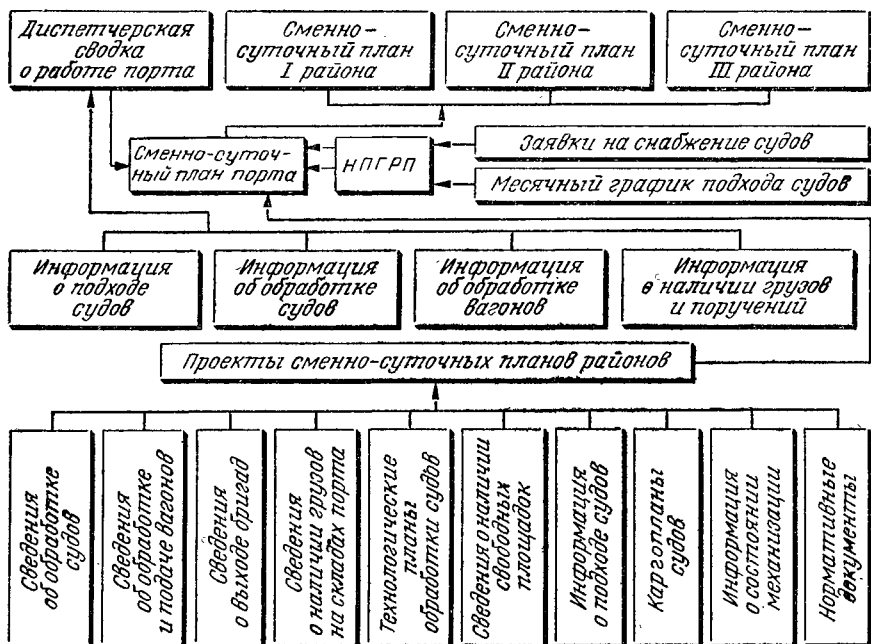 Диспетчерская
сводка
о работе порта
Сменно-
суточный план
I района
Сменно-
суточный план
II района
Сменно-
суточный план
III района
Сменно-суточ-
ный план порта
НПГРП
Заявки на снабжение судов
Месячный график подхода судов
Информация
о подходе
судов
Информация
об обработке
судов
Информация
об обработке
вагонов
Информация
о наличии грузов
и поручений
Проекты сменно-суточных планов районов
Сведения
об обработке
судов
Сведения
об обработке
и подаче вагонов
Сведения
о выходе бригад
Сведения
о наличии грузов
на складах порта
Технологические
планы
обработки судов
Сведения о наличии
свободных
площадок
Информация
о подходе судов
Каргопланы
судов
Информация
о состоянии
механизации
Нормативные
документы